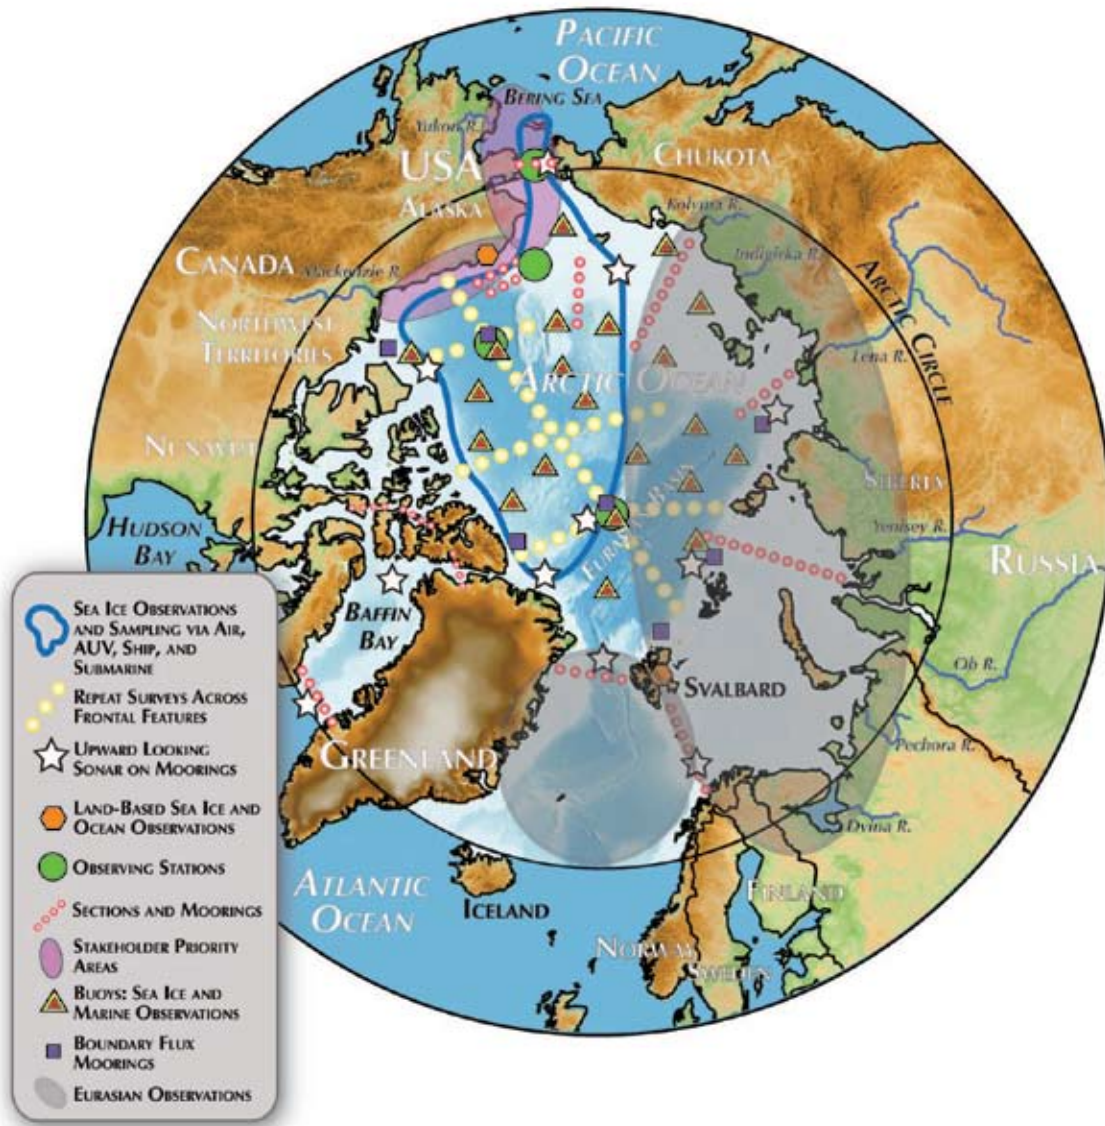 PACIFIC
OCEAN
BERING SEA
Yukon R.
USA
CHUKOTA
ALASKA
Kolyma R.
CANADA
Mackenzie R.
Indigirka R.
ARCTIC CIRCLE
NORTHWEST
TERRITORIES
Lena R.
ARCTIC OCEAN
NUNAVUT
SIBERIA
HUDSON
BAY
EURASIAN BASIN
Yenisey R.
RUSSIA
BAFFIN
BAY
Ob R.
SVALBARD
GREENLAND
Pechora R.
Dvina R.
ATLANTIC
OCEAN
ICELAND
FINLAND
NORWAY
SWEDEN
SEA ICE OBSERVATIONS
AND SAMPLING VIA AIR,
AUV, SHIP, AND
SUBMARINE
REPEAT SURVEYS ACROSS
FRONTAL FEATURES
UPWARD LOOKING
SONAR ON MOORINGS
LAND-BASED SEA ICE AND
OCEAN OBSERVATIONS
OBSERVING STATIONS
SECTIONS AND MOORINGS
STAKEHOLDER PRIORITY
AREAS
BUOYS: SEA ICE AND
MARINE OBSERVATIONS
BOUNDARY FLUX
MOORINGS
EURASIAN OBSERVATIONS